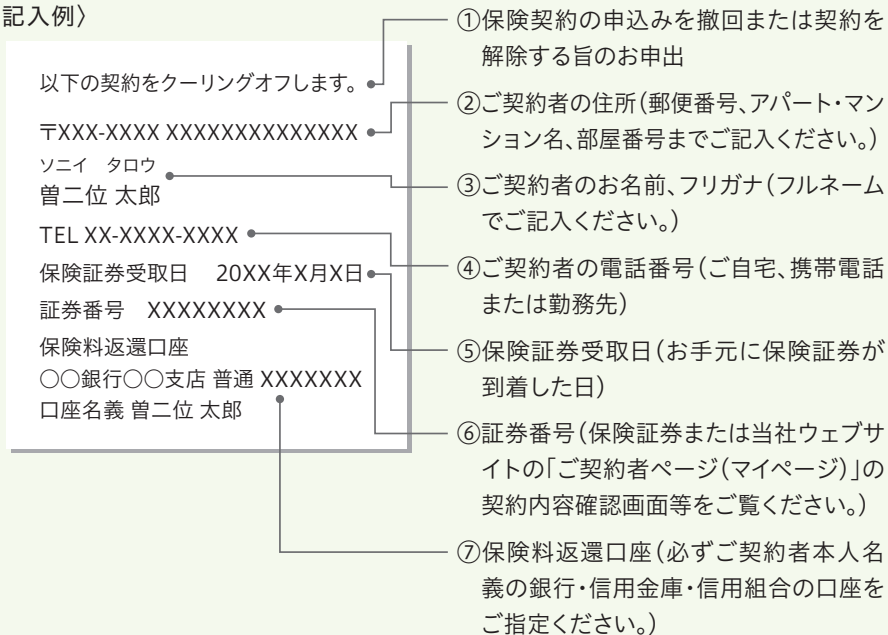 記入例〉
以下の契約をクーリングオフします。
〒XXX-XXXX XXXXXXXXXXXXXX
ソニイ　タロウ
曽二位 太郎
TEL XX-XXXX-XXXX
保険証券受取日　20XX年X月X日
証券番号　XXXXXXXX
保険料返還口座
○○銀行○○支店 普通 XXXXXXX
口座名義 曽二位 太郎
①保険契約の申込みを撤回または契約を
解除する旨のお申出
②ご契約者の住所(郵便番号、アパート・マン
ション名、部屋番号までご記入ください。)
③ご契約者のお名前、フリガナ(フルネーム
でご記入ください。)
④ご契約者の電話番号(ご自宅、携帯電話
または勤務先)
⑤保険証券受取日(お手元に保険証券が
到着した日)
⑥証券番号(保険証券または当社ウェブサ
イトの「ご契約者ページ(マイページ)」の
契約内容確認画面等をご覧ください。)
⑦保険料返還口座(必ずご契約者本人名
義の銀行・信用金庫・信用組合の口座を
ご指定ください。)